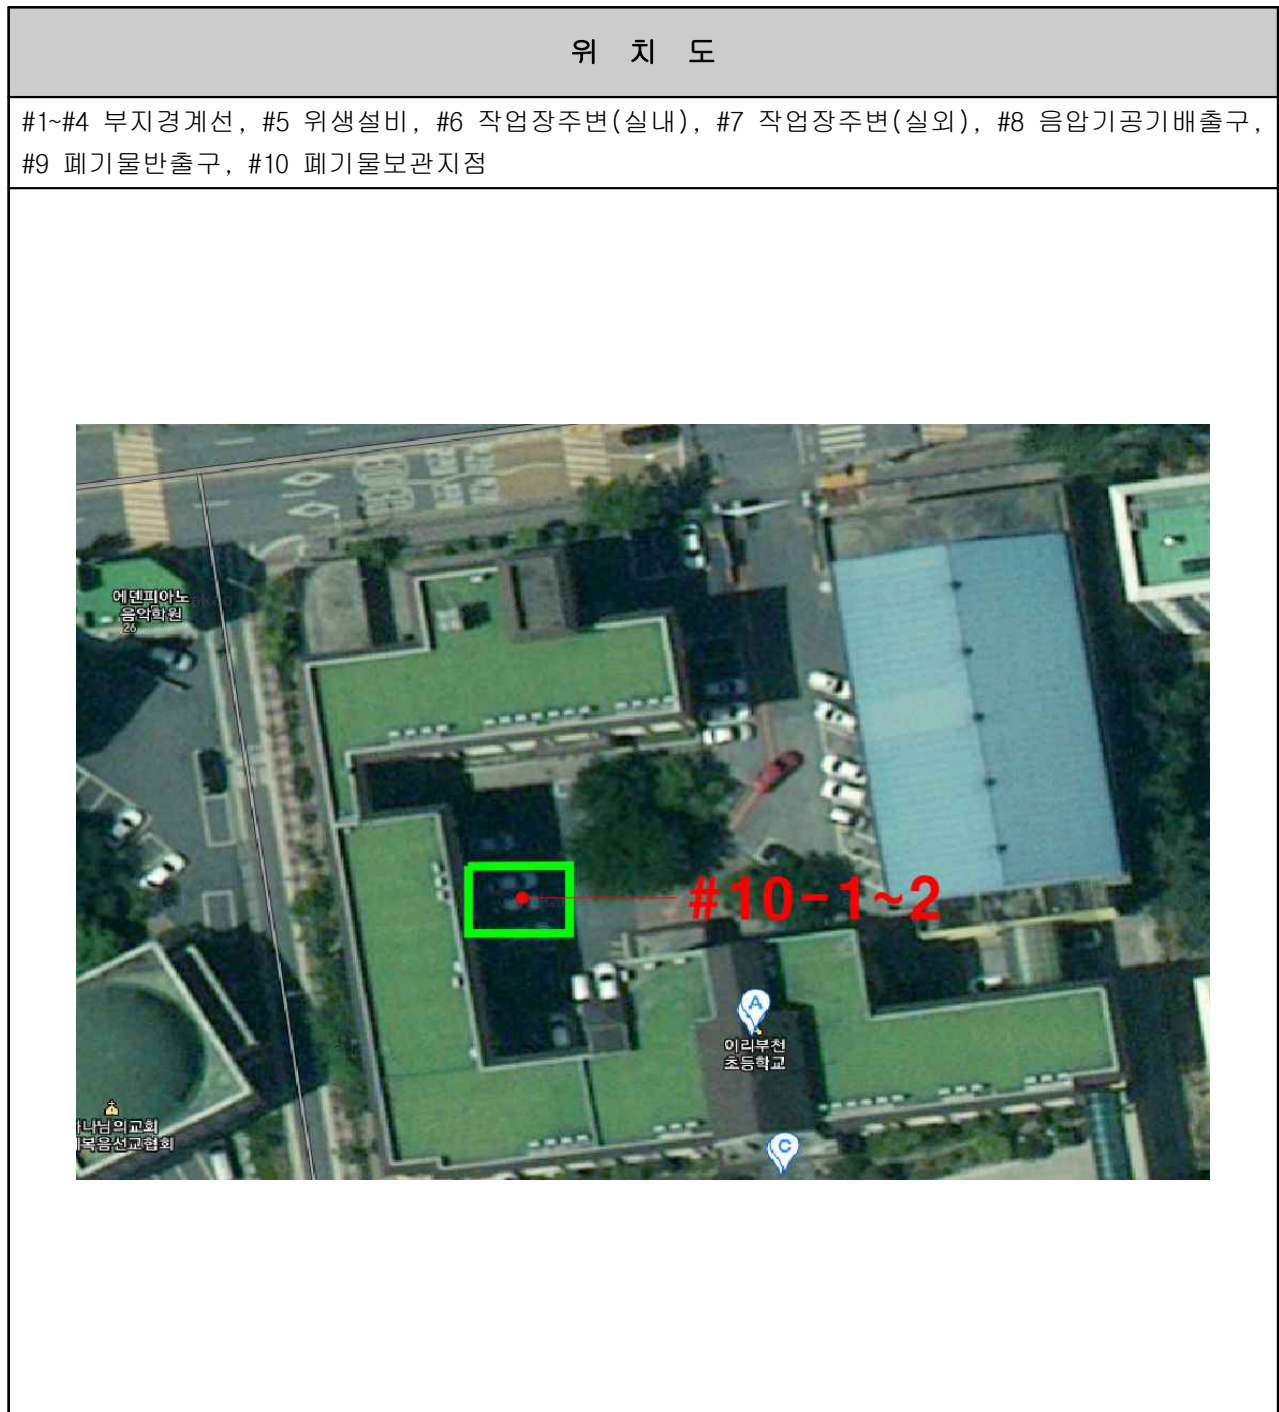 위 치 도
#1~#4 부지경계선, #5 위생설비, #6 작업장주변(실내), #7 작업장주변(실외), #8 음압기공기배출구,
#9 폐기물반출구, #10 폐기물보관지점
에덴피아노
음악학원
26
#10-1~2
A
이리부천
초등학교
나님의교회
복음선교협회
C